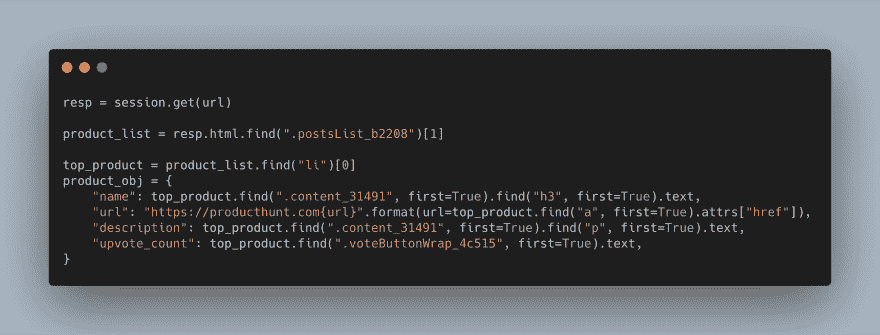 resp = session.get(url)
product_list = resp.html.find(".postsList_b2208")[1]
top_product = product_list.find("li")[0]
product_obj = {
    "name": top_product.find(".content_31491", first=True).find("h3", first=True).text,
    "url": "https://producthunt.com{url}".format(url=top_product.find("a", first=True).attrs["href"]),
    "description": top_product.find(".content_31491", first=True).find("p", first=True).text,
    "upvote_count": top_product.find(".voteButtonWrap_4c515", first=True).text,
}